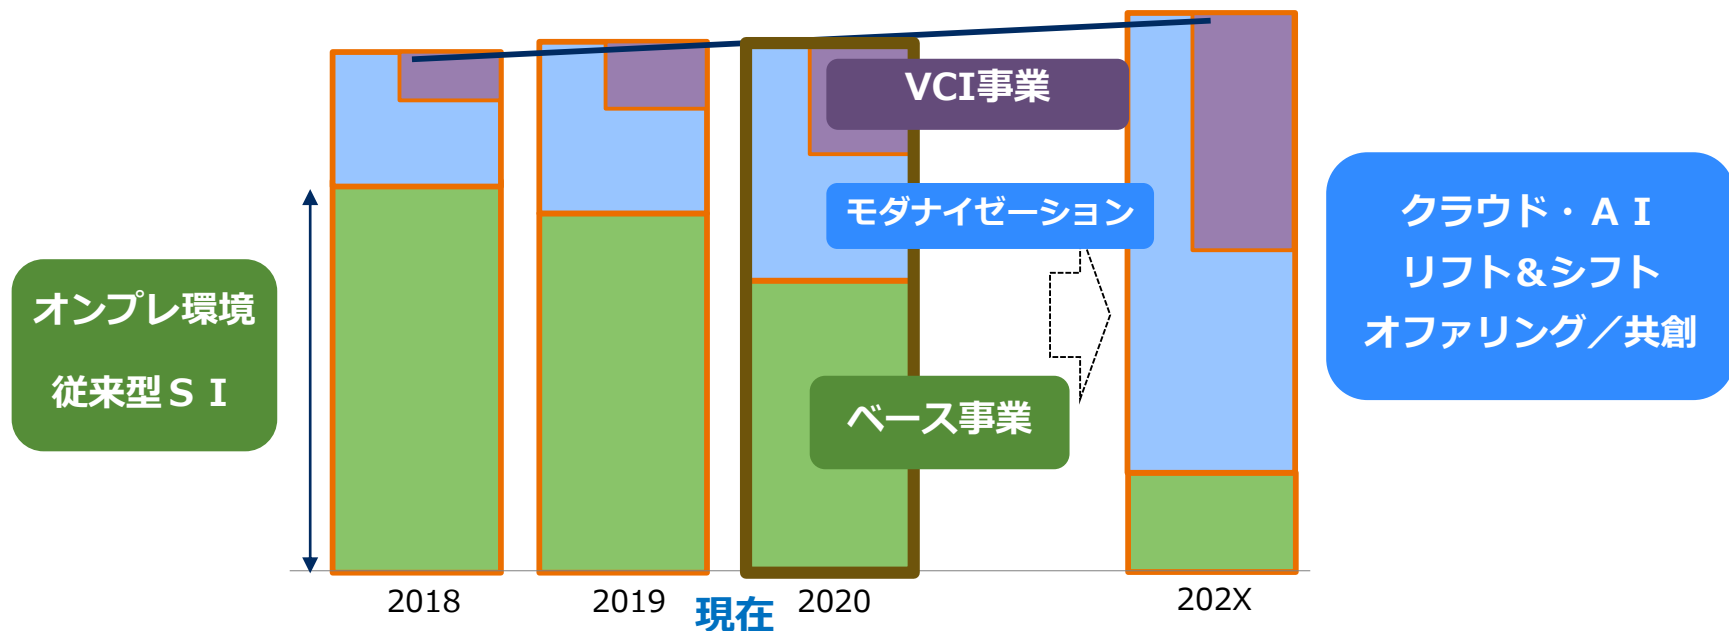 VCI事業
モダナイゼーション
クラウド・ＡＩ
リフト＆シフト
オファリング／共創
オンプレ環境
従来型ＳＩ
ベース事業
2018
2019
現在
2020
202X